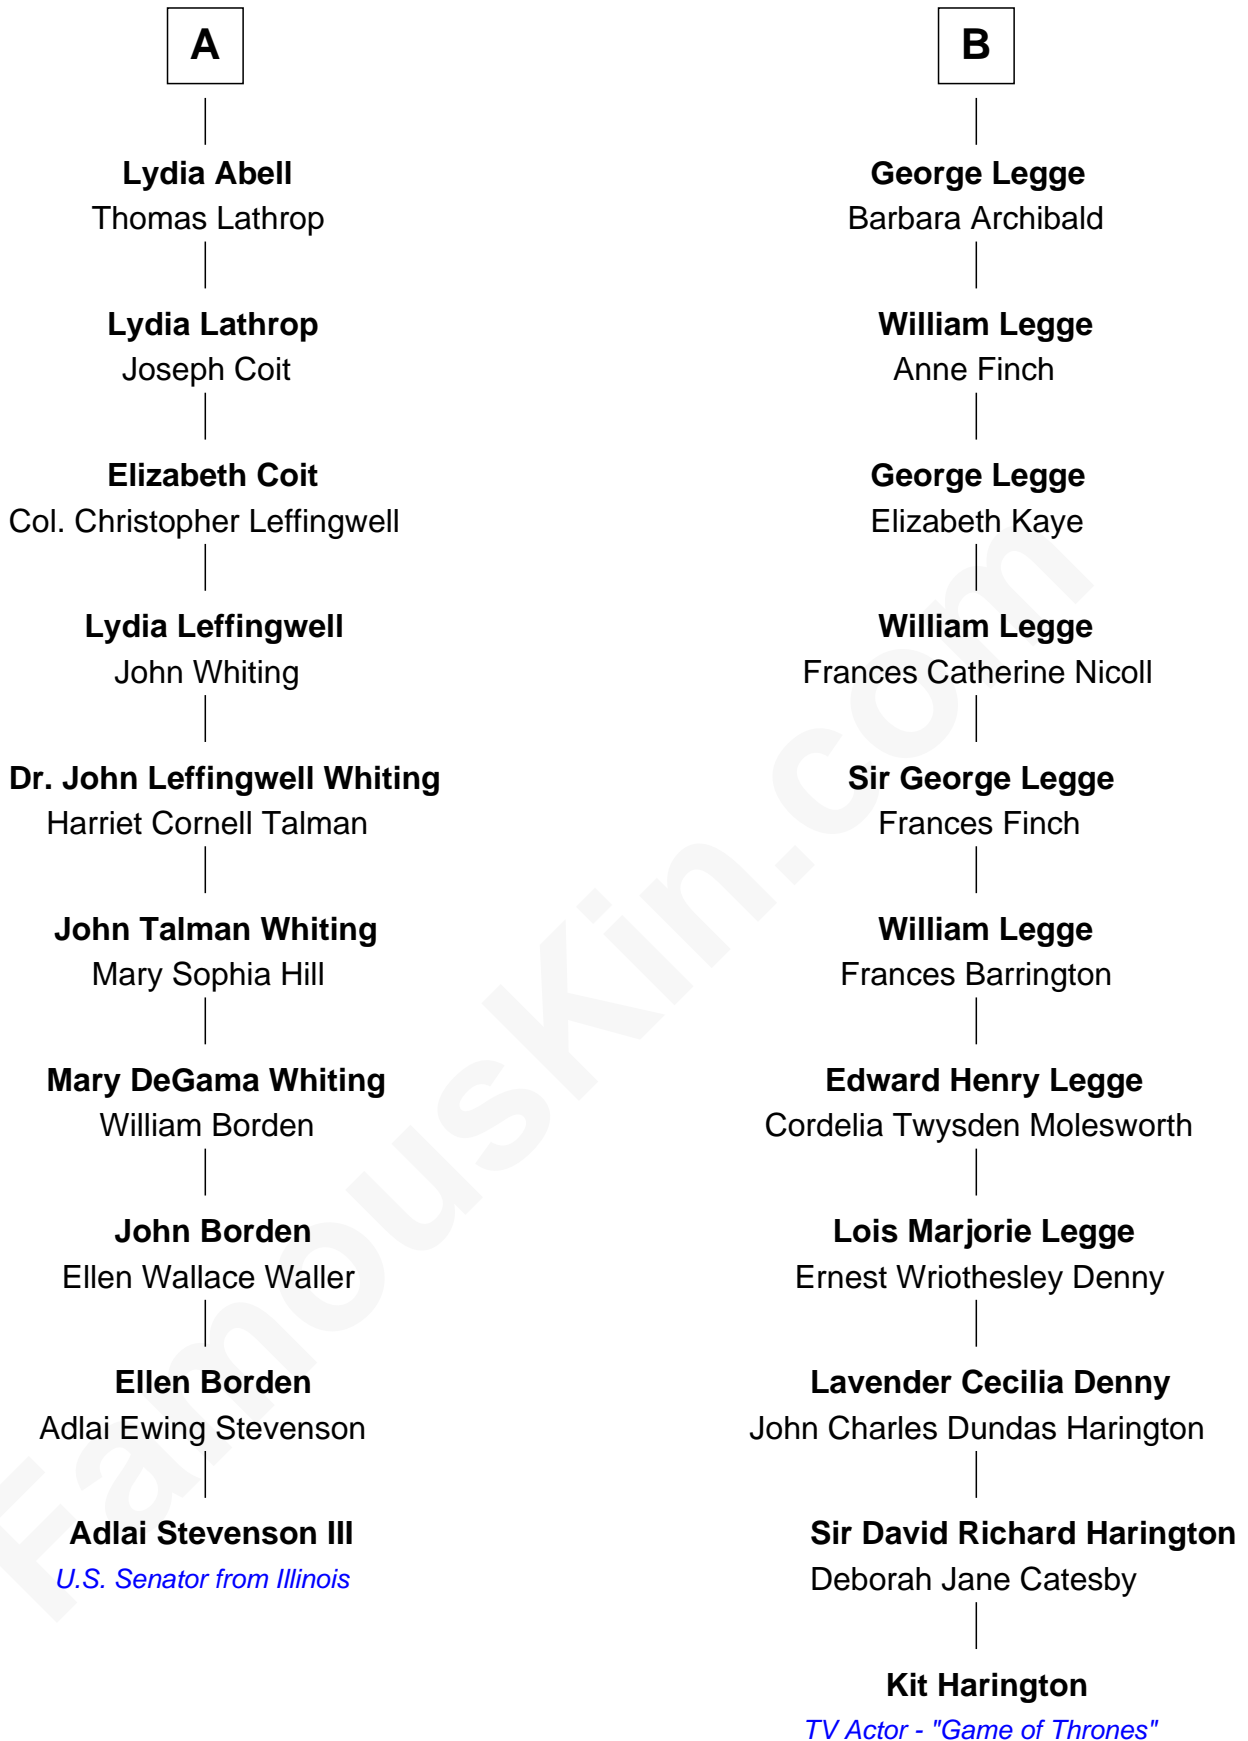 A
Lydia Abell
Thomas Lathrop
Lydia Lathrop
Joseph Coit
Elizabeth Coit
Col. Christopher Leffingwell
Lydia Leffingwell
John Whiting
Dr. John Leffingwell Whiting
Harriet Cornell Talman
John Talman Whiting
Mary Sophia Hill
Mary DeGama Whiting
William Borden
John Borden
Ellen Wallace Waller
Ellen Borden
Adlai Ewing Stevenson
Adlai Stevenson III
U.S. Senator from Illinois
B
George Legge
Barbara Archibald
William Legge
Anne Finch
George Legge
Elizabeth Kaye
William Legge
Frances Catherine Nicoll
Sir George Legge
Frances Finch
William Legge
Frances Barrington
Edward Henry Legge
Cordelia Twysden Molesworth
Lois Marjorie Legge
Ernest Wriothesley Denny
Lavender Cecilia Denny
John Charles Dundas Harington
Sir David Richard Harington
Deborah Jane Catesby
Kit Harington
TV Actor - "Game of Thrones"
FamousKin.com